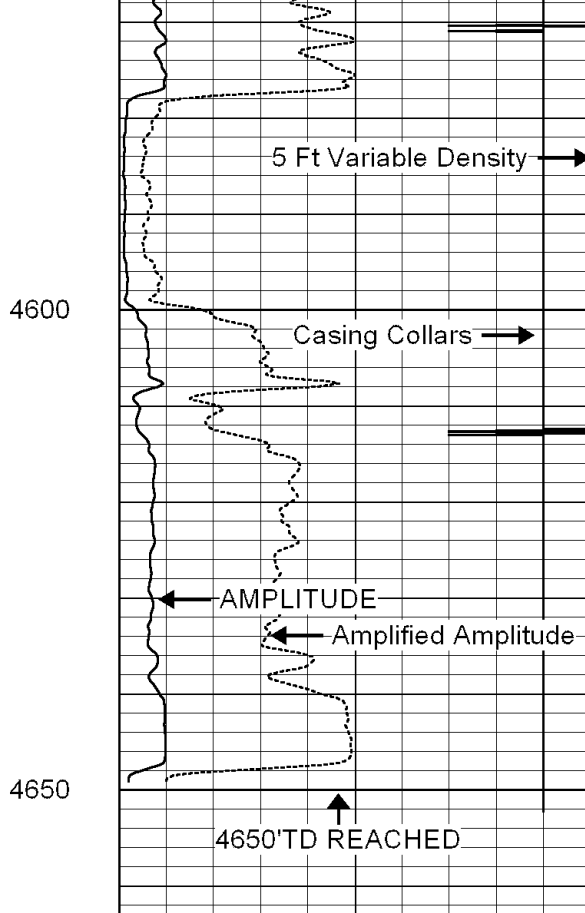 5 Ft Variable Density
4600
Casing Collars
AMPLITUDE
Amplified Amplitude
4650
4650'TD REACHED